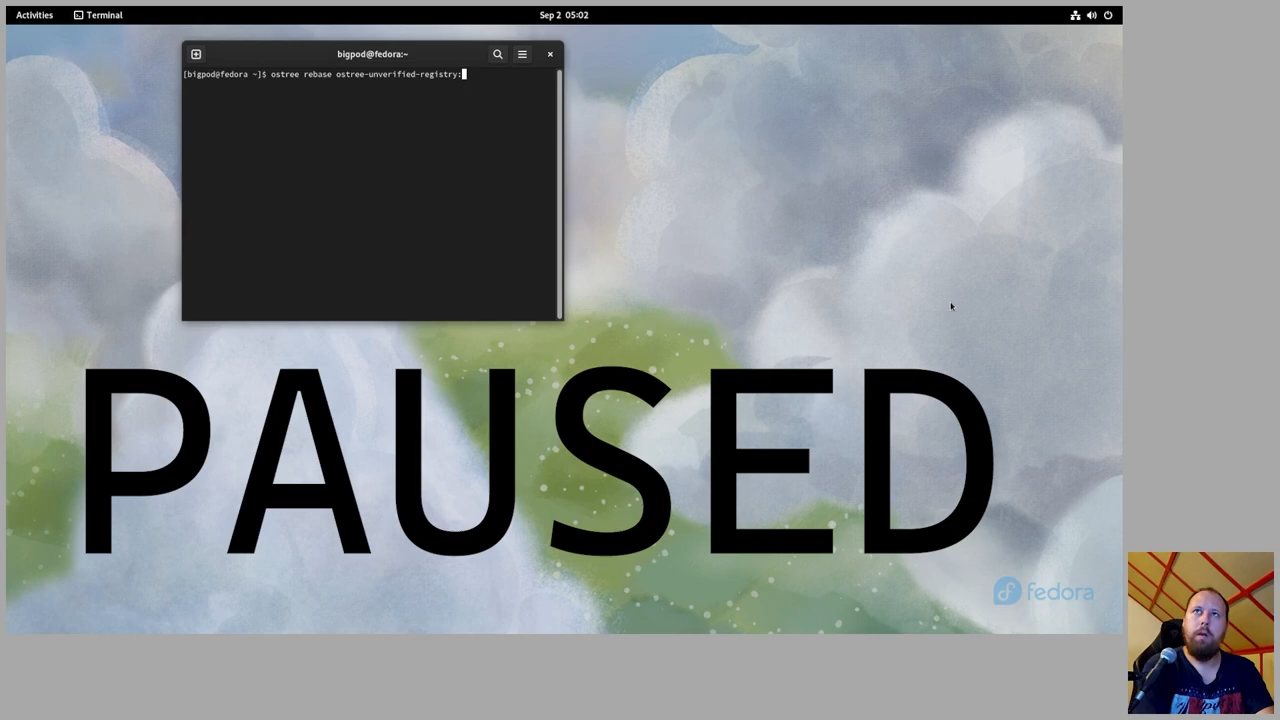 Activities
Terminal
Sep 2 05:02
bigpod@fedora:~
[bigpod@fedora ~]$ ostree rebase ostree-unverified-registry:
PAUSED
fedora